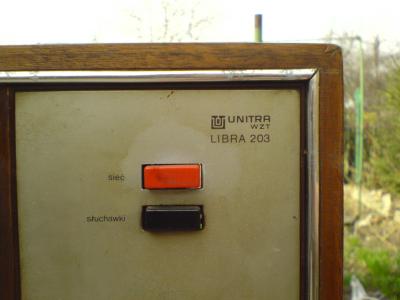 UNITRA
WZT
LIBRA 203
sieć
słuchawki